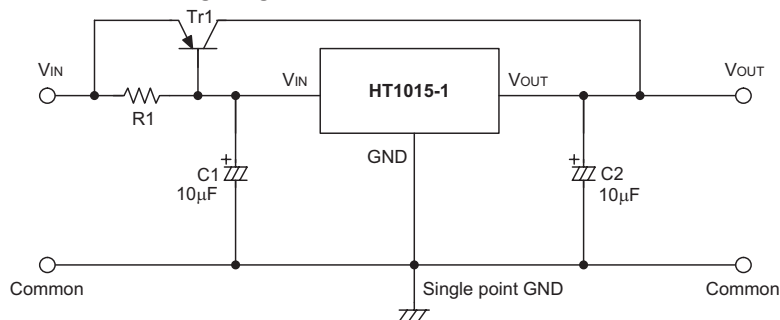 Tr1
VIN
R1
VIN
HT1015-1
VOUT
VOUT
GND
C1
10µF
C2
10µF
Common
Single point GND
Common